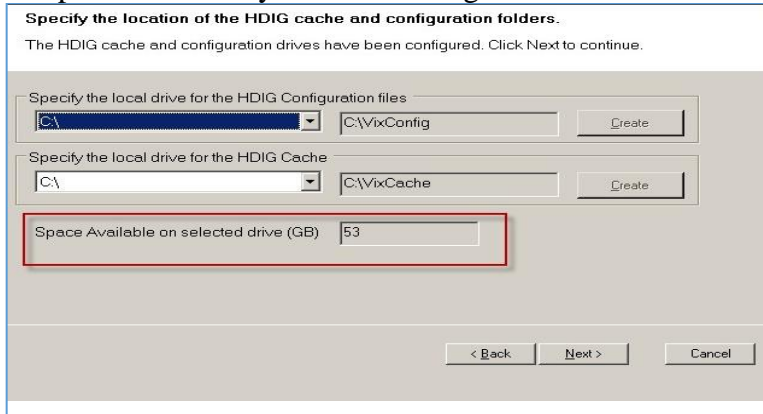 Specify the location of the HDIG cache and configuration folders.
The HDIG cache and configuration drives have been configured. Click Next to continue.
Specify the local drive for the HDIG Configuration files
C:\ C:\VixConfig Create
Specify the local drive for the HDIG Cache
C:\ C:\VixCache Create
Space Available on selected drive (GB) 53
< Back Next > Cancel